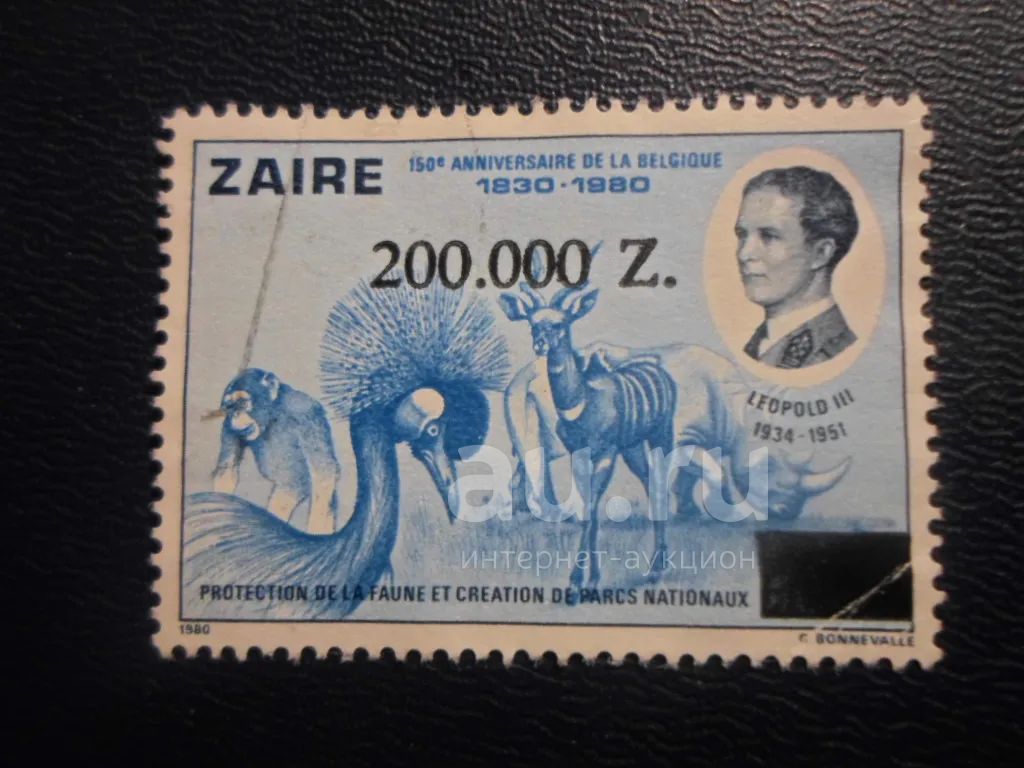 ZAIRE
150e ANNIVERSAIRE DE LA BELGIQUE
1830-1980
200.000 Z.
LEOPOLD III
1934-1951
au.ru
интернет-аукцион
PROTECTION DE LA FAUNE ET CREATION DE PARCS NATIONAUX
1980
C BONNEVALLE